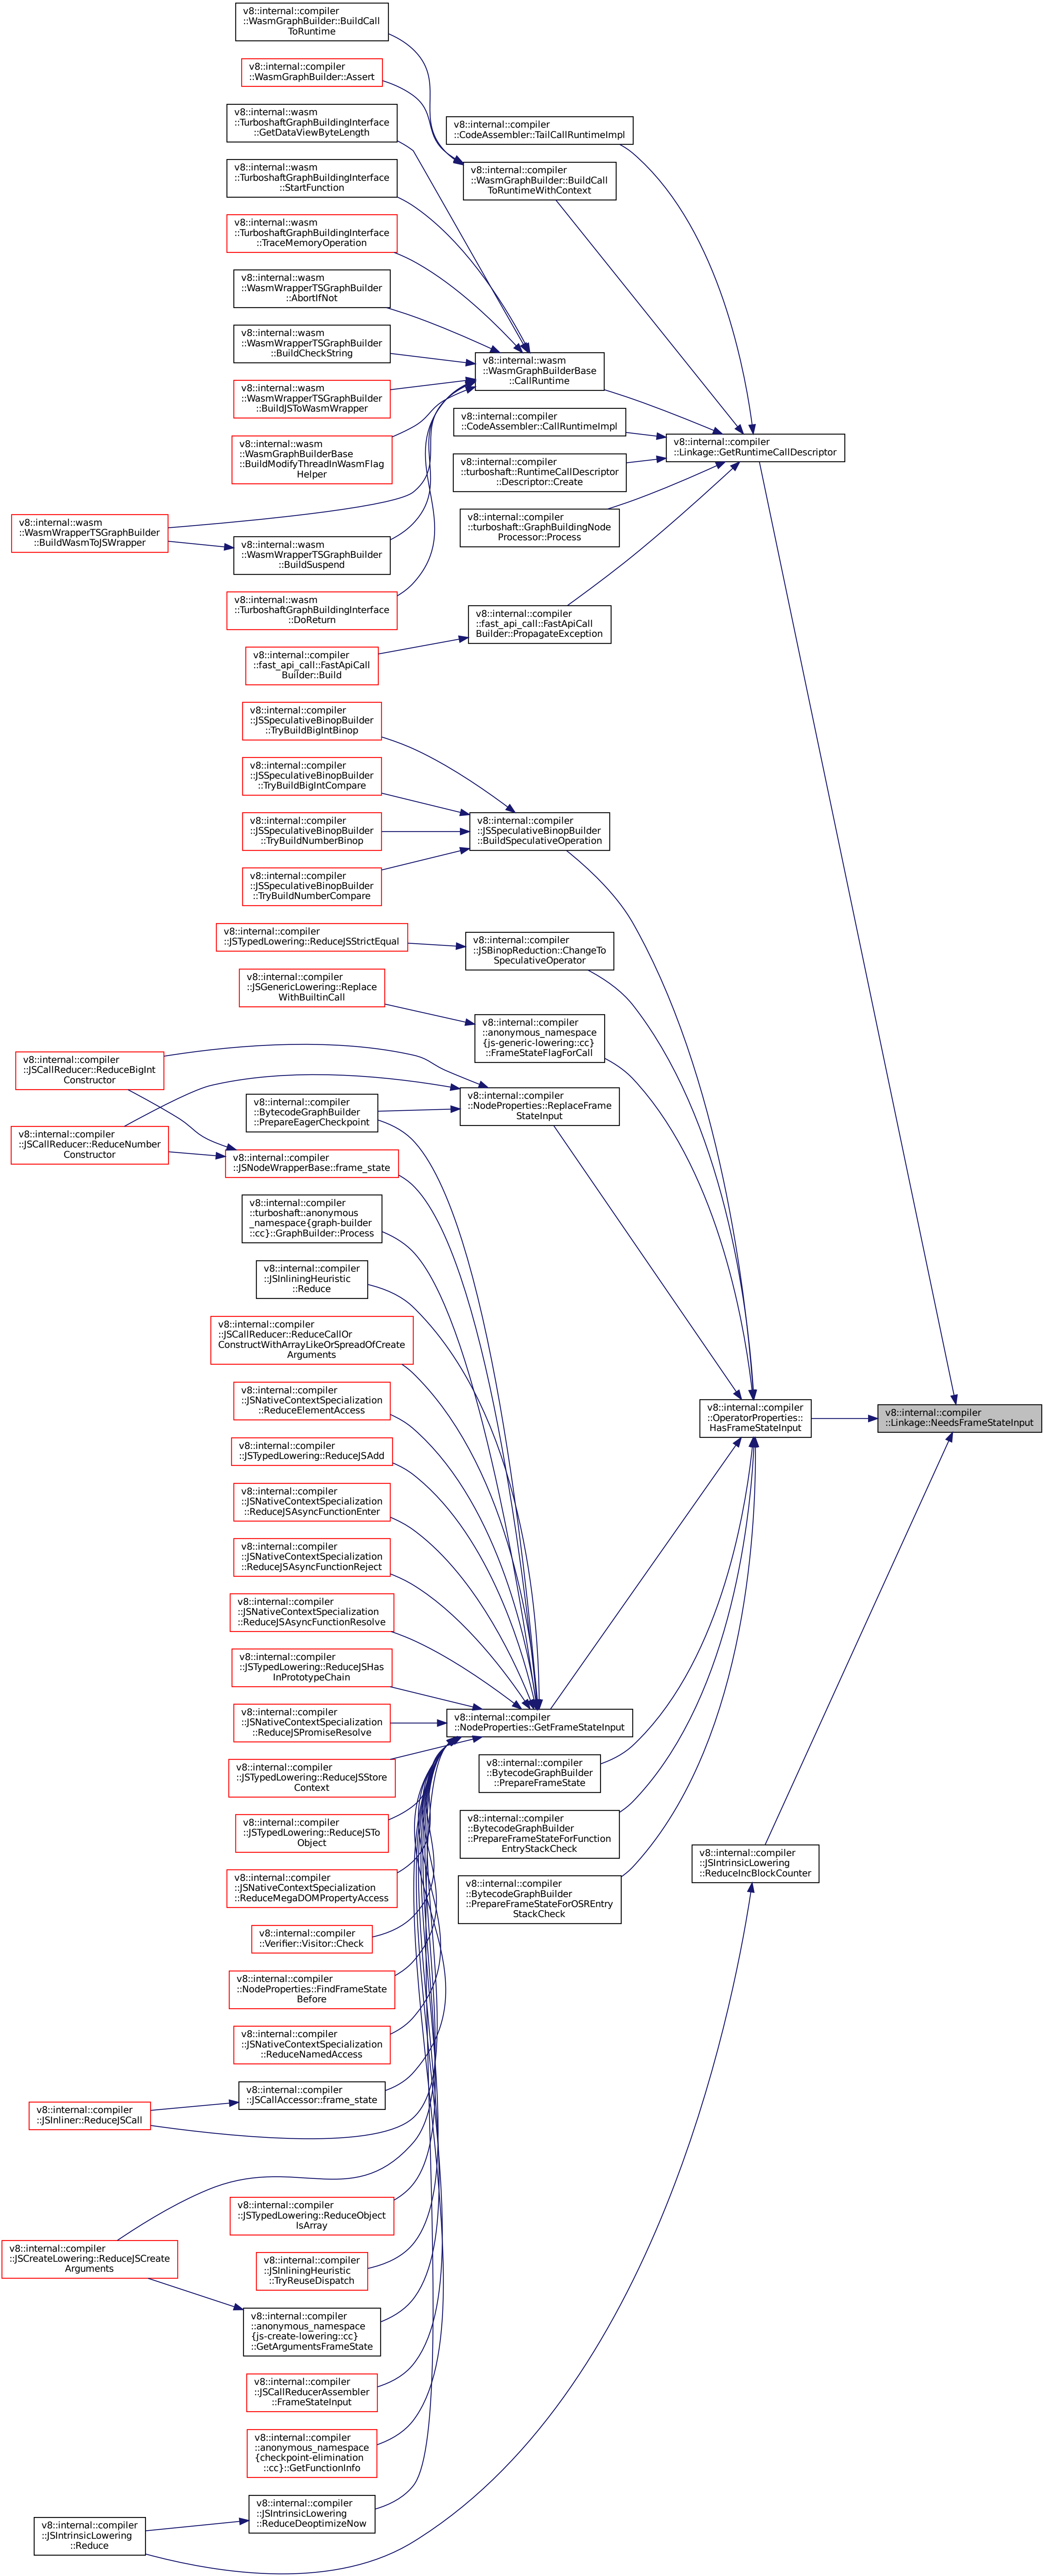 v8::internal::compiler
::WasmGraphBuilder::BuildCall
ToRuntime
v8::internal::compiler
::WasmGraphBuilder::Assert
v8::internal::wasm
::TurboshaftGraphBuildingInterface
::GetDataViewByteLength
v8::internal::compiler
::CodeAssembler::TailCallRuntimeImpl
v8::internal::wasm
::TurboshaftGraphBuildingInterface
::StartFunction
v8::internal::compiler
::WasmGraphBuilder::BuildCall
ToRuntimeWithContext
v8::internal::wasm
::TurboshaftGraphBuildingInterface
::TraceMemoryOperation
v8::internal::wasm
::WasmWrapperTSGraphBuilder
::AbortIfNot
v8::internal::wasm
::WasmWrapperTSGraphBuilder
::BuildCheckString
v8::internal::wasm
::WasmGraphBuilderBase
::CallRuntime
v8::internal::wasm
::WasmWrapperTSGraphBuilder
::BuildJSToWasmWrapper
v8::internal::compiler
::CodeAssembler::CallRuntimeImpl
v8::internal::wasm
::WasmGraphBuilderBase
::BuildModifyThreadInWasmFlag
Helper
v8::internal::compiler
::Linkage::GetRuntimeCallDescriptor
v8::internal::compiler
::turboshaft::RuntimeCallDescriptor
::Descriptor::Create
v8::internal::wasm
::WasmWrapperTSGraphBuilder
::BuildWasmToJSWrapper
v8::internal::compiler
::turboshaft::GraphBuildingNode
Processor::Process
v8::internal::wasm
::WasmWrapperTSGraphBuilder
::BuildSuspend
v8::internal::wasm
::TurboshaftGraphBuildingInterface
::DoReturn
v8::internal::compiler
::fast_api_call::FastApiCall
Builder::PropagateException
v8::internal::compiler
::fast_api_call::FastApiCall
Builder::Build
v8::internal::compiler
::JSSpeculativeBinopBuilder
::TryBuildBigIntBinop
v8::internal::compiler
::JSSpeculativeBinopBuilder
::TryBuildBigIntCompare
v8::internal::compiler
::JSSpeculativeBinopBuilder
::TryBuildNumberBinop
v8::internal::compiler
::JSSpeculativeBinopBuilder
::BuildSpeculativeOperation
v8::internal::compiler
::JSSpeculativeBinopBuilder
::TryBuildNumberCompare
v8::internal::compiler
::JSTypedLowering::ReduceJSStrictEqual
v8::internal::compiler
::JSBinopReduction::ChangeTo
SpeculativeOperator
v8::internal::compiler
::JSGenericLowering::Replace
WithBuiltinCall
v8::internal::compiler
::anonymous_namespace
{js-generic-lowering::cc}
::FrameStateFlagForCall
v8::internal::compiler
::JSCallReducer::ReduceBigInt
Constructor
v8::internal::compiler
::BytecodeGraphBuilder
::PrepareEagerCheckpoint
v8::internal::compiler
::NodeProperties::ReplaceFrame
StateInput
v8::internal::compiler
::JSCallReducer::ReduceNumber
Constructor
v8::internal::compiler
::JSNodeWrapperBase::frame_state
v8::internal::compiler
::turboshaft::anonymous
_namespace{graph-builder
::cc}::GraphBuilder::Process
v8::internal::compiler
::JSInliningHeuristic
::Reduce
v8::internal::compiler
::JSCallReducer::ReduceCallOr
ConstructWithArrayLikeOrSpreadOfCreate
Arguments
v8::internal::compiler
::JSNativeContextSpecialization
::ReduceElementAccess
v8::internal::compiler
::OperatorProperties::
HasFrameStateInput
v8::internal::compiler
::Linkage::NeedsFrameStateInput
v8::internal::compiler
::JSTypedLowering::ReduceJSAdd
v8::internal::compiler
::JSNativeContextSpecialization
::ReduceJSAsyncFunctionEnter
v8::internal::compiler
::JSNativeContextSpecialization
::ReduceJSAsyncFunctionReject
v8::internal::compiler
::JSNativeContextSpecialization
::ReduceJSAsyncFunctionResolve
v8::internal::compiler
::JSTypedLowering::ReduceJSHas
InPrototypeChain
v8::internal::compiler
::JSNativeContextSpecialization
::ReduceJSPromiseResolve
v8::internal::compiler
::NodeProperties::GetFrameStateInput
v8::internal::compiler
::JSTypedLowering::ReduceJSStore
Context
v8::internal::compiler
::BytecodeGraphBuilder
::PrepareFrameState
v8::internal::compiler
::JSTypedLowering::ReduceJSTo
Object
v8::internal::compiler
::BytecodeGraphBuilder
::PrepareFrameStateForFunction
EntryStackCheck
v8::internal::compiler
::JSIntrinsicLowering
::ReduceIncBlockCounter
v8::internal::compiler
::JSNativeContextSpecialization
::ReduceMegaDOMPropertyAccess
v8::internal::compiler
::BytecodeGraphBuilder
::PrepareFrameStateForOSREntry
StackCheck
v8::internal::compiler
::Verifier::Visitor::Check
v8::internal::compiler
::NodeProperties::FindFrameState
Before
v8::internal::compiler
::JSNativeContextSpecialization
::ReduceNamedAccess
v8::internal::compiler
::JSCallAccessor::frame_state
v8::internal::compiler
::JSInliner::ReduceJSCall
v8::internal::compiler
::JSTypedLowering::ReduceObject
IsArray
v8::internal::compiler
::JSCreateLowering::ReduceJSCreate
Arguments
v8::internal::compiler
::JSInliningHeuristic
::TryReuseDispatch
v8::internal::compiler
::anonymous_namespace
{js-create-lowering::cc}
::GetArgumentsFrameState
v8::internal::compiler
::JSCallReducerAssembler
::FrameStateInput
v8::internal::compiler
::anonymous_namespace
{checkpoint-elimination
::cc}::GetFunctionInfo
v8::internal::compiler
::JSIntrinsicLowering
::ReduceDeoptimizeNow
v8::internal::compiler
::JSIntrinsicLowering
::Reduce